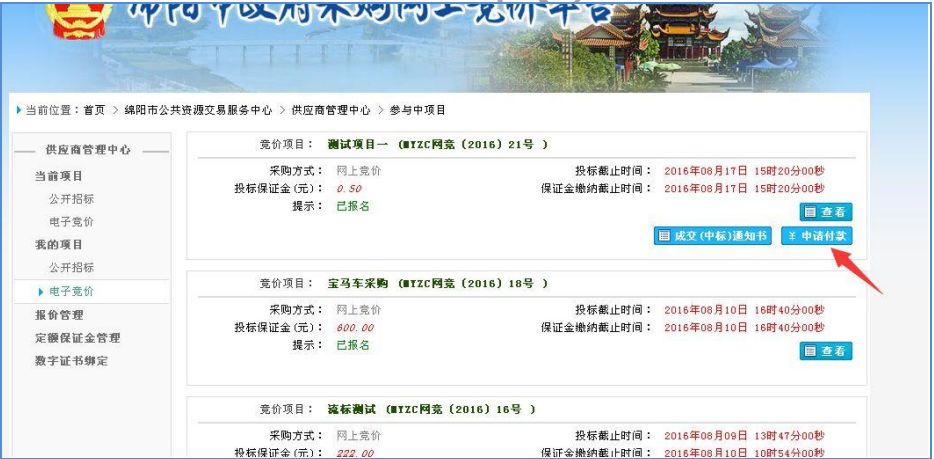 绵阳市政府采购网上竞价平台
当前位置：首页 > 绵阳市公共资源交易服务中心 > 供应商管理中心 > 参与中项目
供应商管理中心
当前项目
公开招标
电子竞价
我的项目
公开招标
电子竞价
报价管理
定额保证金管理
数字证书绑定
竞价项目： 测试项目一 (MYZC网竞（2016）21号 )
采购方式： 网上竞价 投标截止时间： 2016年08月17日 15时20分00秒
投标保证金(元)： 0.50 保证金缴纳截止时间： 2016年08月17日 15时20分00秒
提示： 已报名
查看
成交(中标)通知书 ¥ 申请付款
竞价项目： 宝马车采购 (MYZC网竞（2016）18号 )
采购方式： 网上竞价 投标截止时间： 2016年08月10日 16时40分00秒
投标保证金(元)： 600.00 保证金缴纳截止时间： 2016年08月10日 16时40分00秒
提示： 已报名
查看
竞价项目： 流标测试 (MYZC网竞（2016）16号 )
采购方式： 网上竞价 投标截止时间： 2016年08月09日 13时47分00秒
投标保证金(元)： 222.00 保证金缴纳截止时间： 2016年08月10日 10时54分00秒